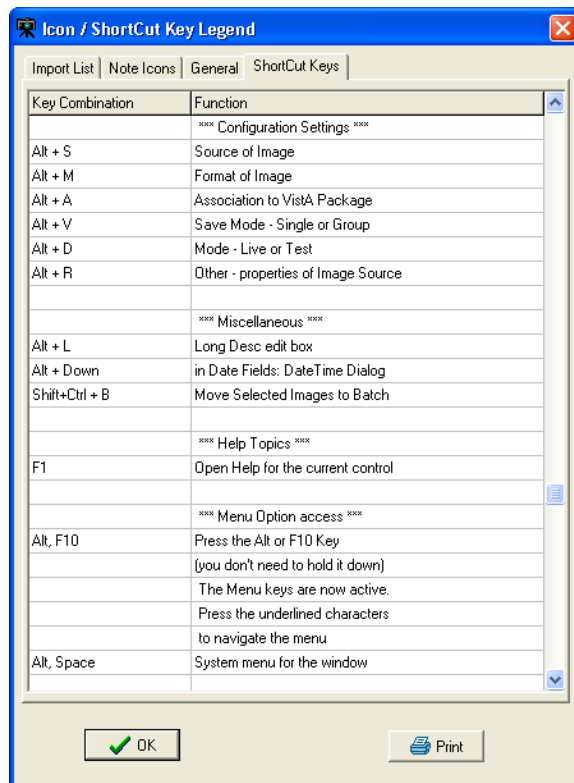 Icon / ShortCut Key Legend
Import List Note Icons General ShortCut Keys
Key Combination Function
*** Configuration Settings ***
Alt + S Source of Image
Alt + M Format of Image
Alt + A Association to VistA Package
Alt + V Save Mode - Single or Group
Alt + D Mode - Live or Test
Alt + R Other - properties of Image Source
*** Miscellaneous ***
Alt + L Long Desc edit box
Alt + Down in Date Fields: DateTime Dialog
Shift+Ctrl + B Move Selected Images to Batch
*** Help Topics ***
F1 Open Help for the current control
*** Menu Option access ***
Alt, F10 Press the Alt or F10 Key
(you don't need to hold it down)
The Menu keys are now active.
Press the underlined characters
to navigate the menu
Alt, Space System menu for the window
OK Print